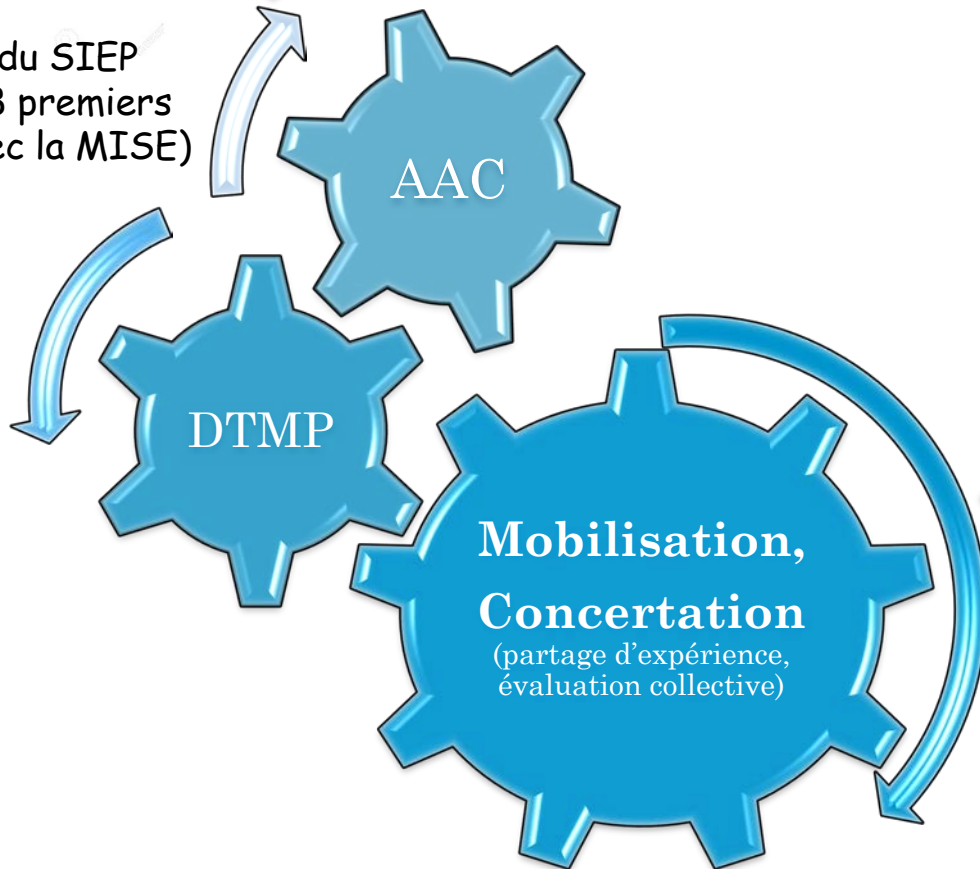 du SIEP
3 premiers
ec la MISE)
AAC
DTMP
Mobilisation,
Concertation
(partage d'expérience,
évaluation collective)